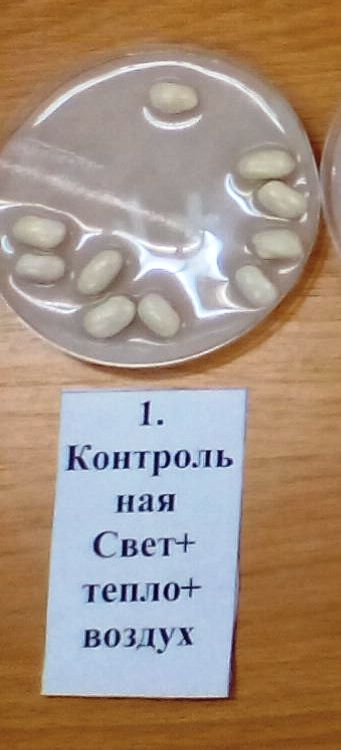 1.
Контроль
ная
Свет+
тепло+
воздух